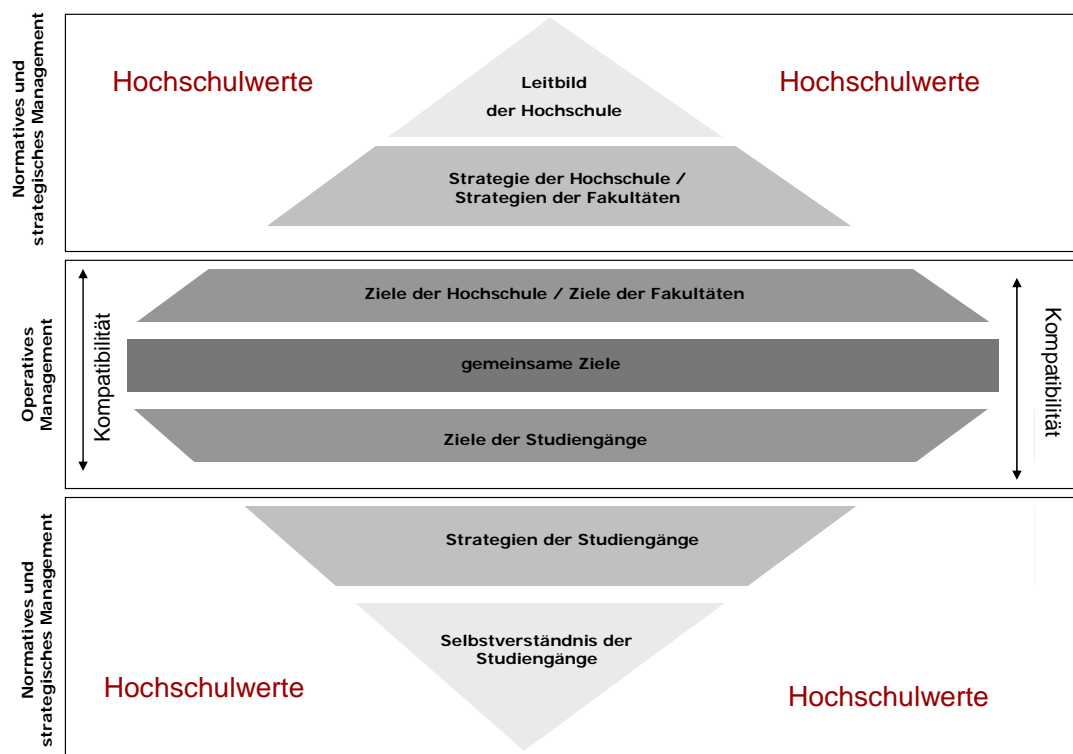 Normatives und
strategisches Management
Hochschulwerte
Leitbild
der Hochschule
Hochschulwerte
Strategie der Hochschule /
Strategien der Fakultäten
Operatives
Management
Kompatibilität
Ziele der Hochschule / Ziele der Fakultäten
gemeinsame Ziele
Ziele der Studiengänge
Kompatibilität
Normatives und
strategisches Management
Strategien der Studiengänge
Selbstverständnis der
Studiengänge
Hochschulwerte
Hochschulwerte